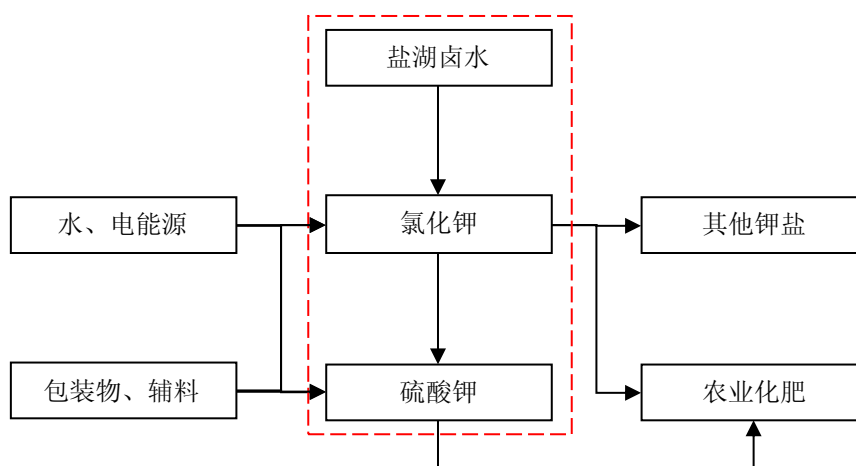 盐湖卤水
水、电能源
氯化钾
其他钾盐
包装物、辅料
硫酸钾
农业化肥